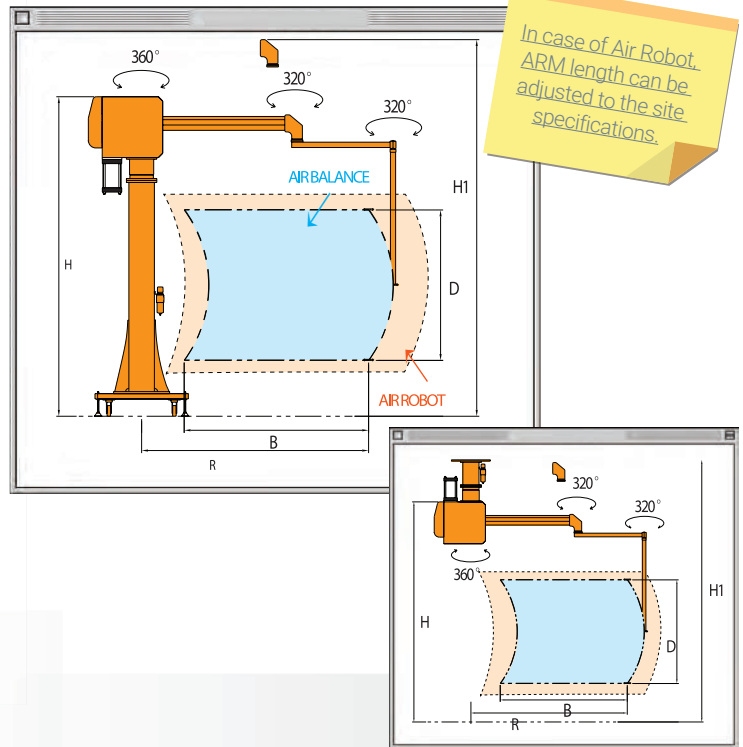 In case of Air Robot,
ARM length can be
adjusted to the site
specifications.
360°
320°
320°
AIR BALANCE
H1
H
D
AIR ROBOT
B
R
320°
320°
360°
H1
H
D
B
R